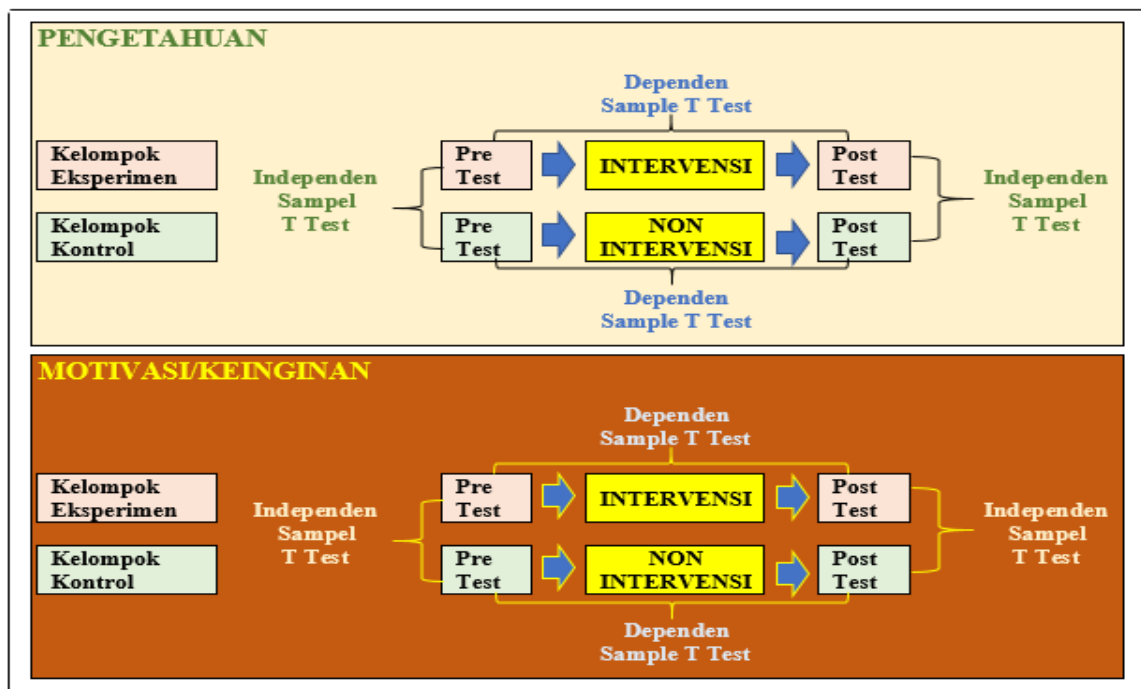 PENGETAHUAN
Dependen
Sample T Test
Kelompok
Eksperimen
Independen
Sampel
T Test
Pre
Test
INTERVENSI
Post
Test
Independen
Sampel
T Test
Kelompok
Kontrol
Pre
Test
NON
INTERVENSI
Post
Test
Dependen
Sample T Test
MOTIVASI/KEINGINAN
Dependen
Sample T Test
Kelompok
Eksperimen
Independen
Sampel
T Test
Pre
Test
INTERVENSI
Post
Test
Independen
Sampel
T Test
Kelompok
Kontrol
Pre
Test
NON
INTERVENSI
Post
Test
Dependen
Sample T Test